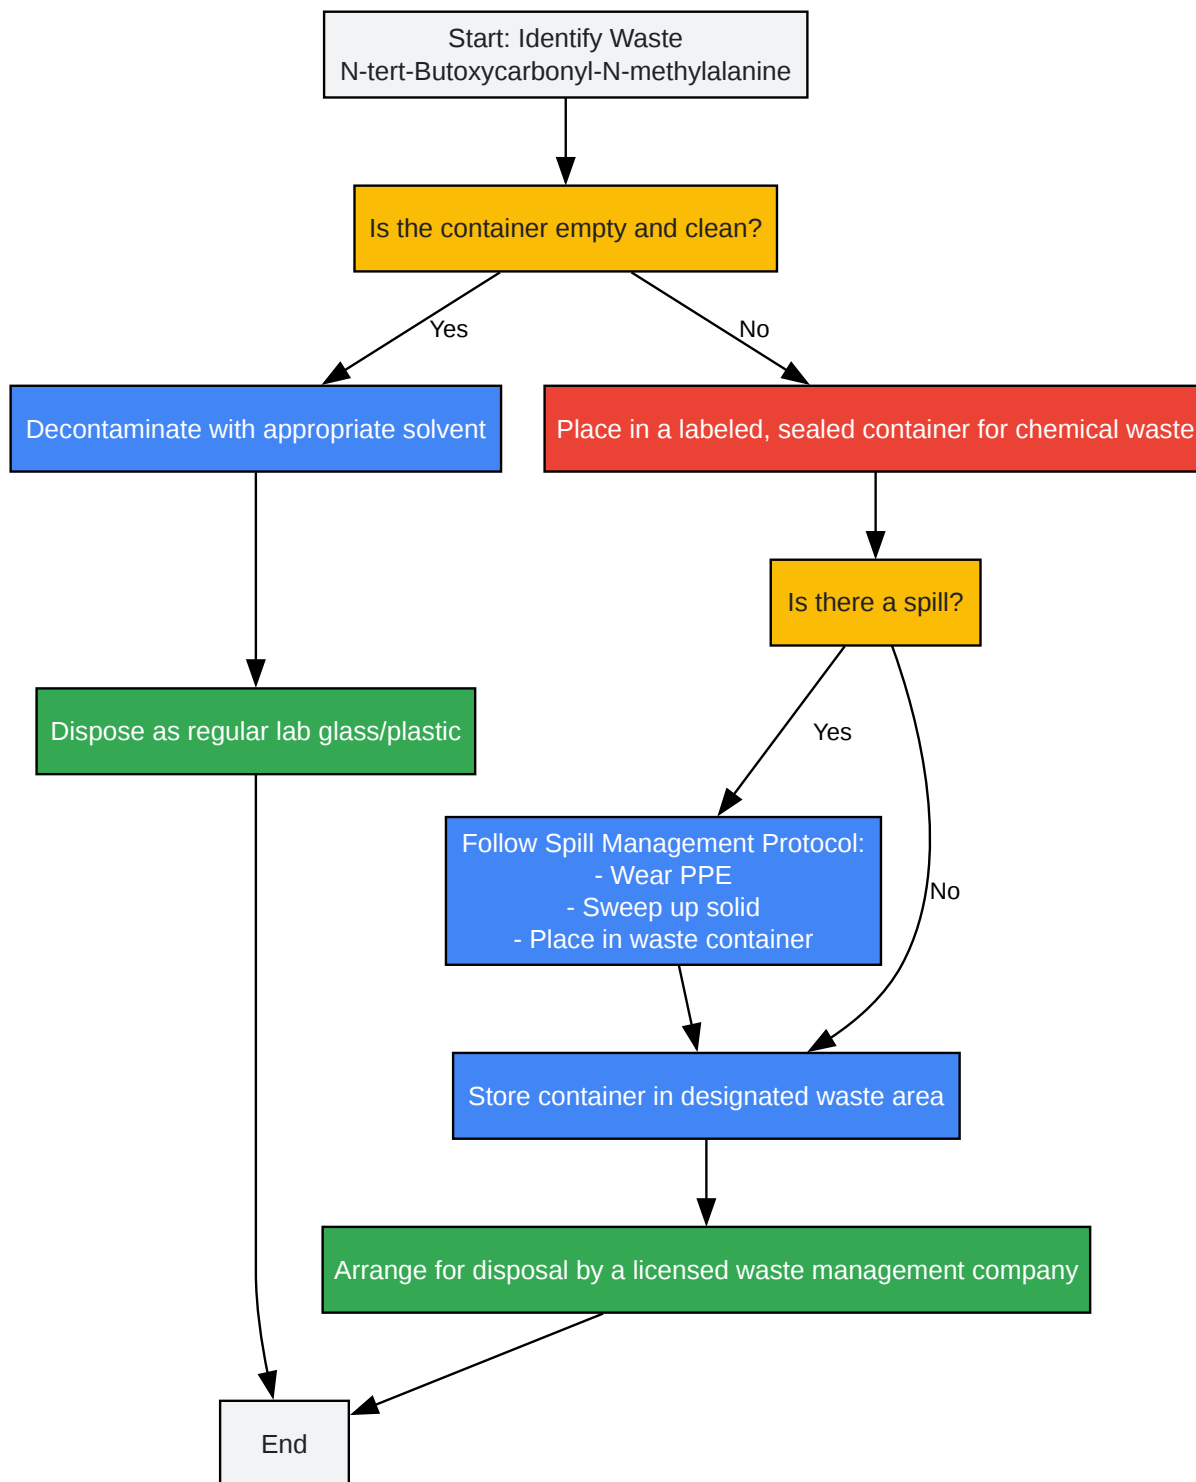 Start: Identify Waste
N-tert-Butoxycarbonyl-N-methylalanine
Is the container empty and clean?
Yes
No
Decontaminate with appropriate solvent
Place in a labeled, sealed container for chemical waste
Is there a spill?
Dispose as regular lab glass/plastic
Yes
Follow Spill Management Protocol:
- Wear PPE
- Sweep up solid
- Place in waste container
No
Store container in designated waste area
Arrange for disposal by a licensed waste management company
End